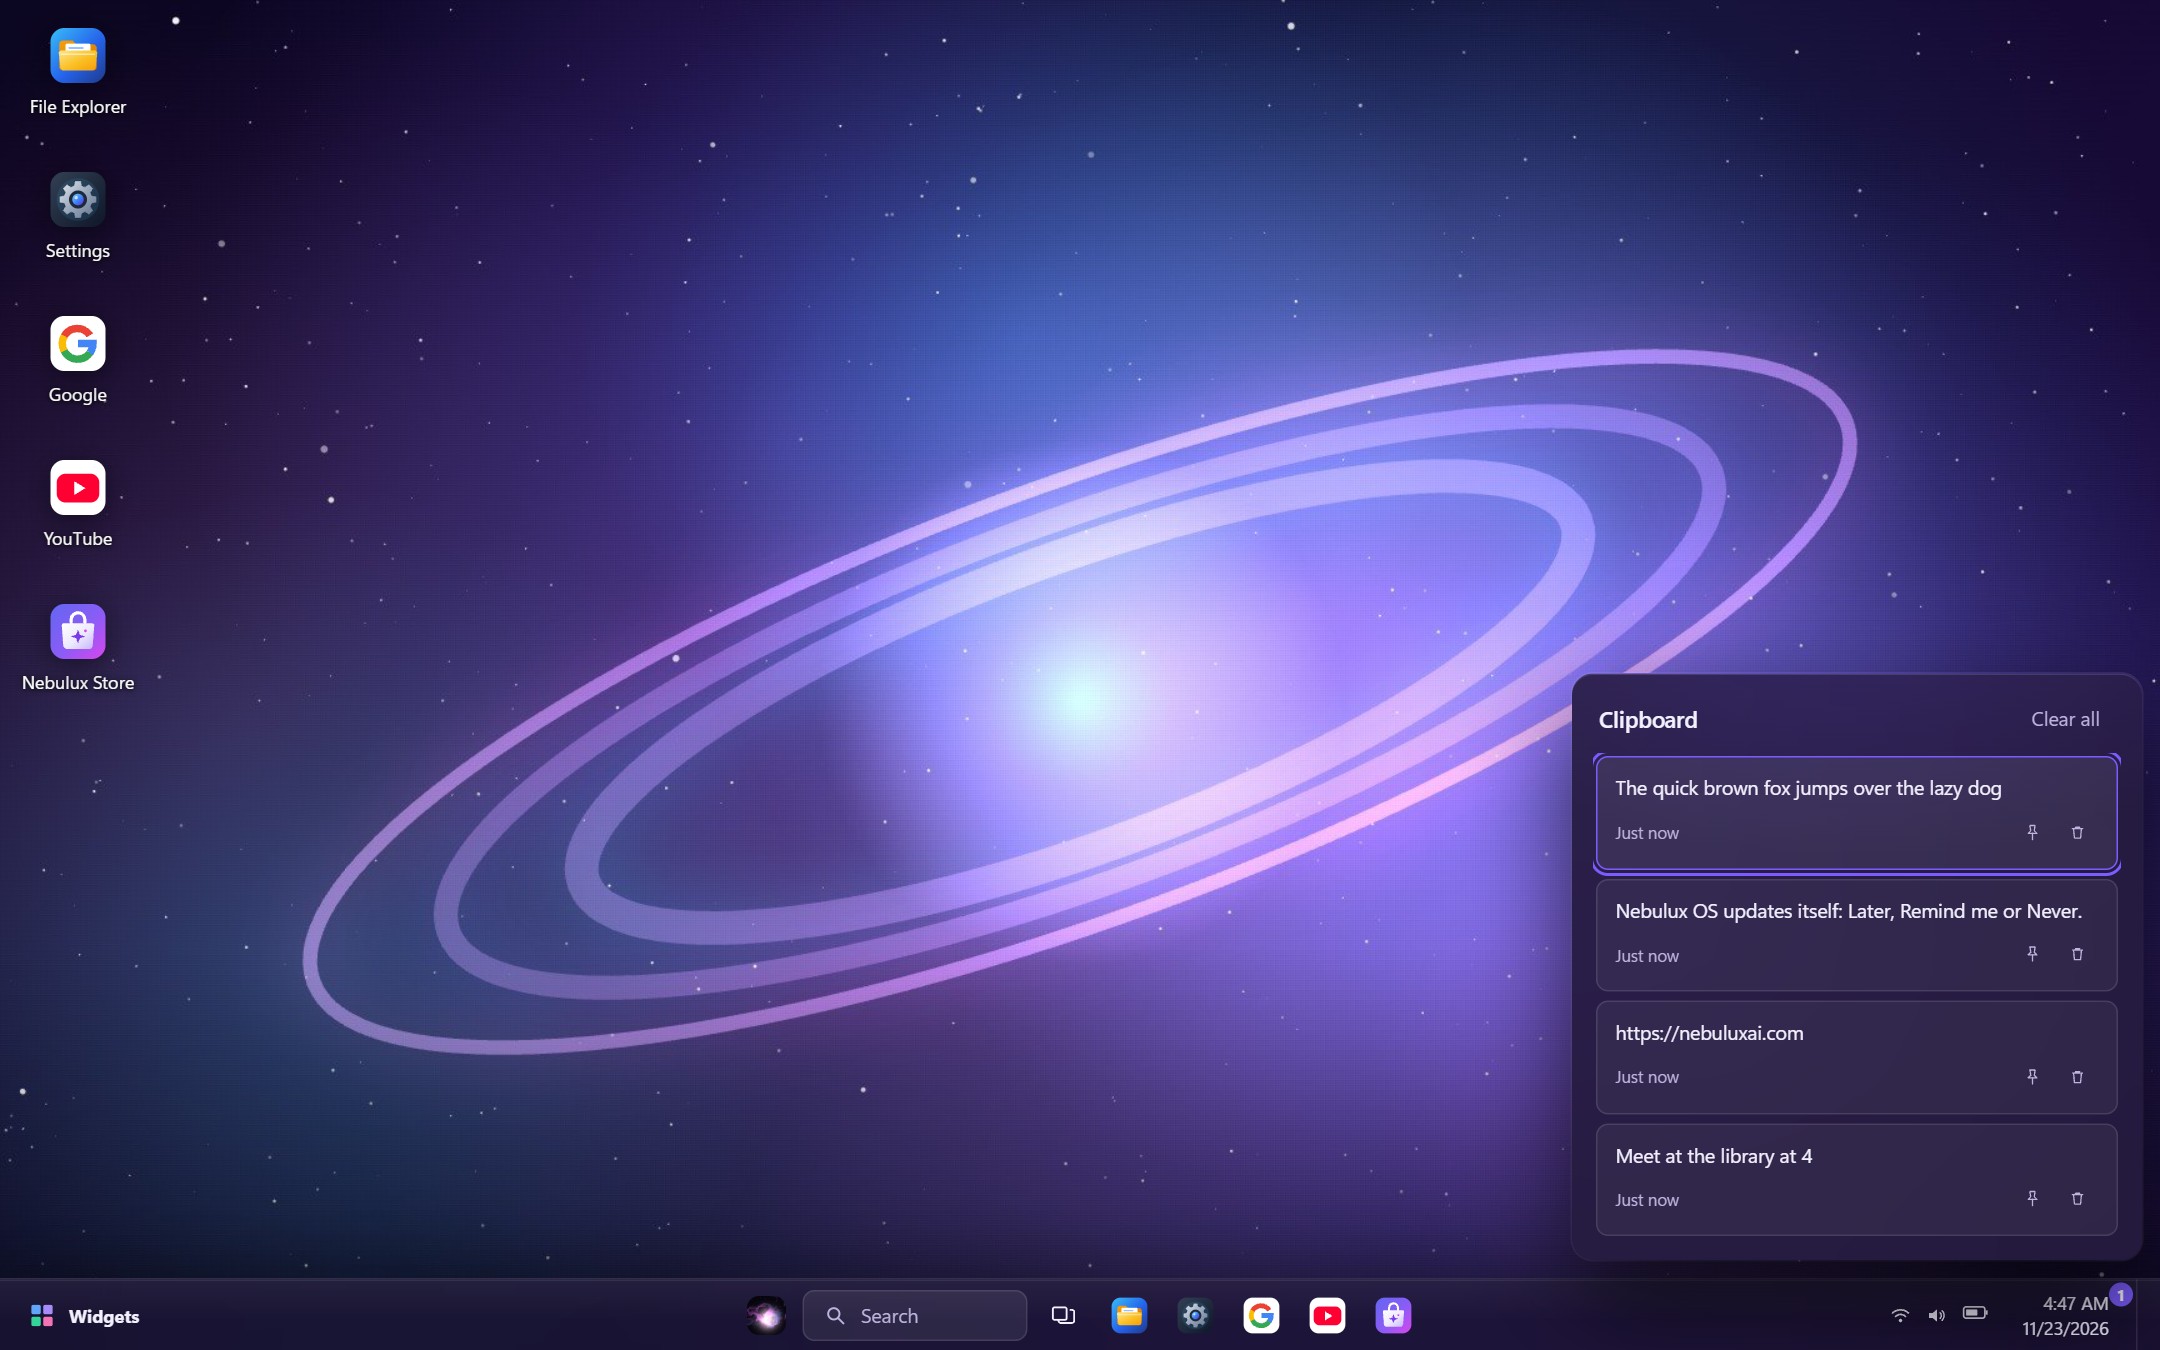 File Explorer
Settings
Google
YouTube
Nebulux Store
Clipboard
Clear all
The quick brown fox jumps over the lazy dog
Just now
Nebulux OS updates itself: Later, Remind me or Never.
Just now
https://nebuluxai.com
Just now
Meet at the library at 4
Just now
Widgets
Search
4:47 AM
1
11/23/2026